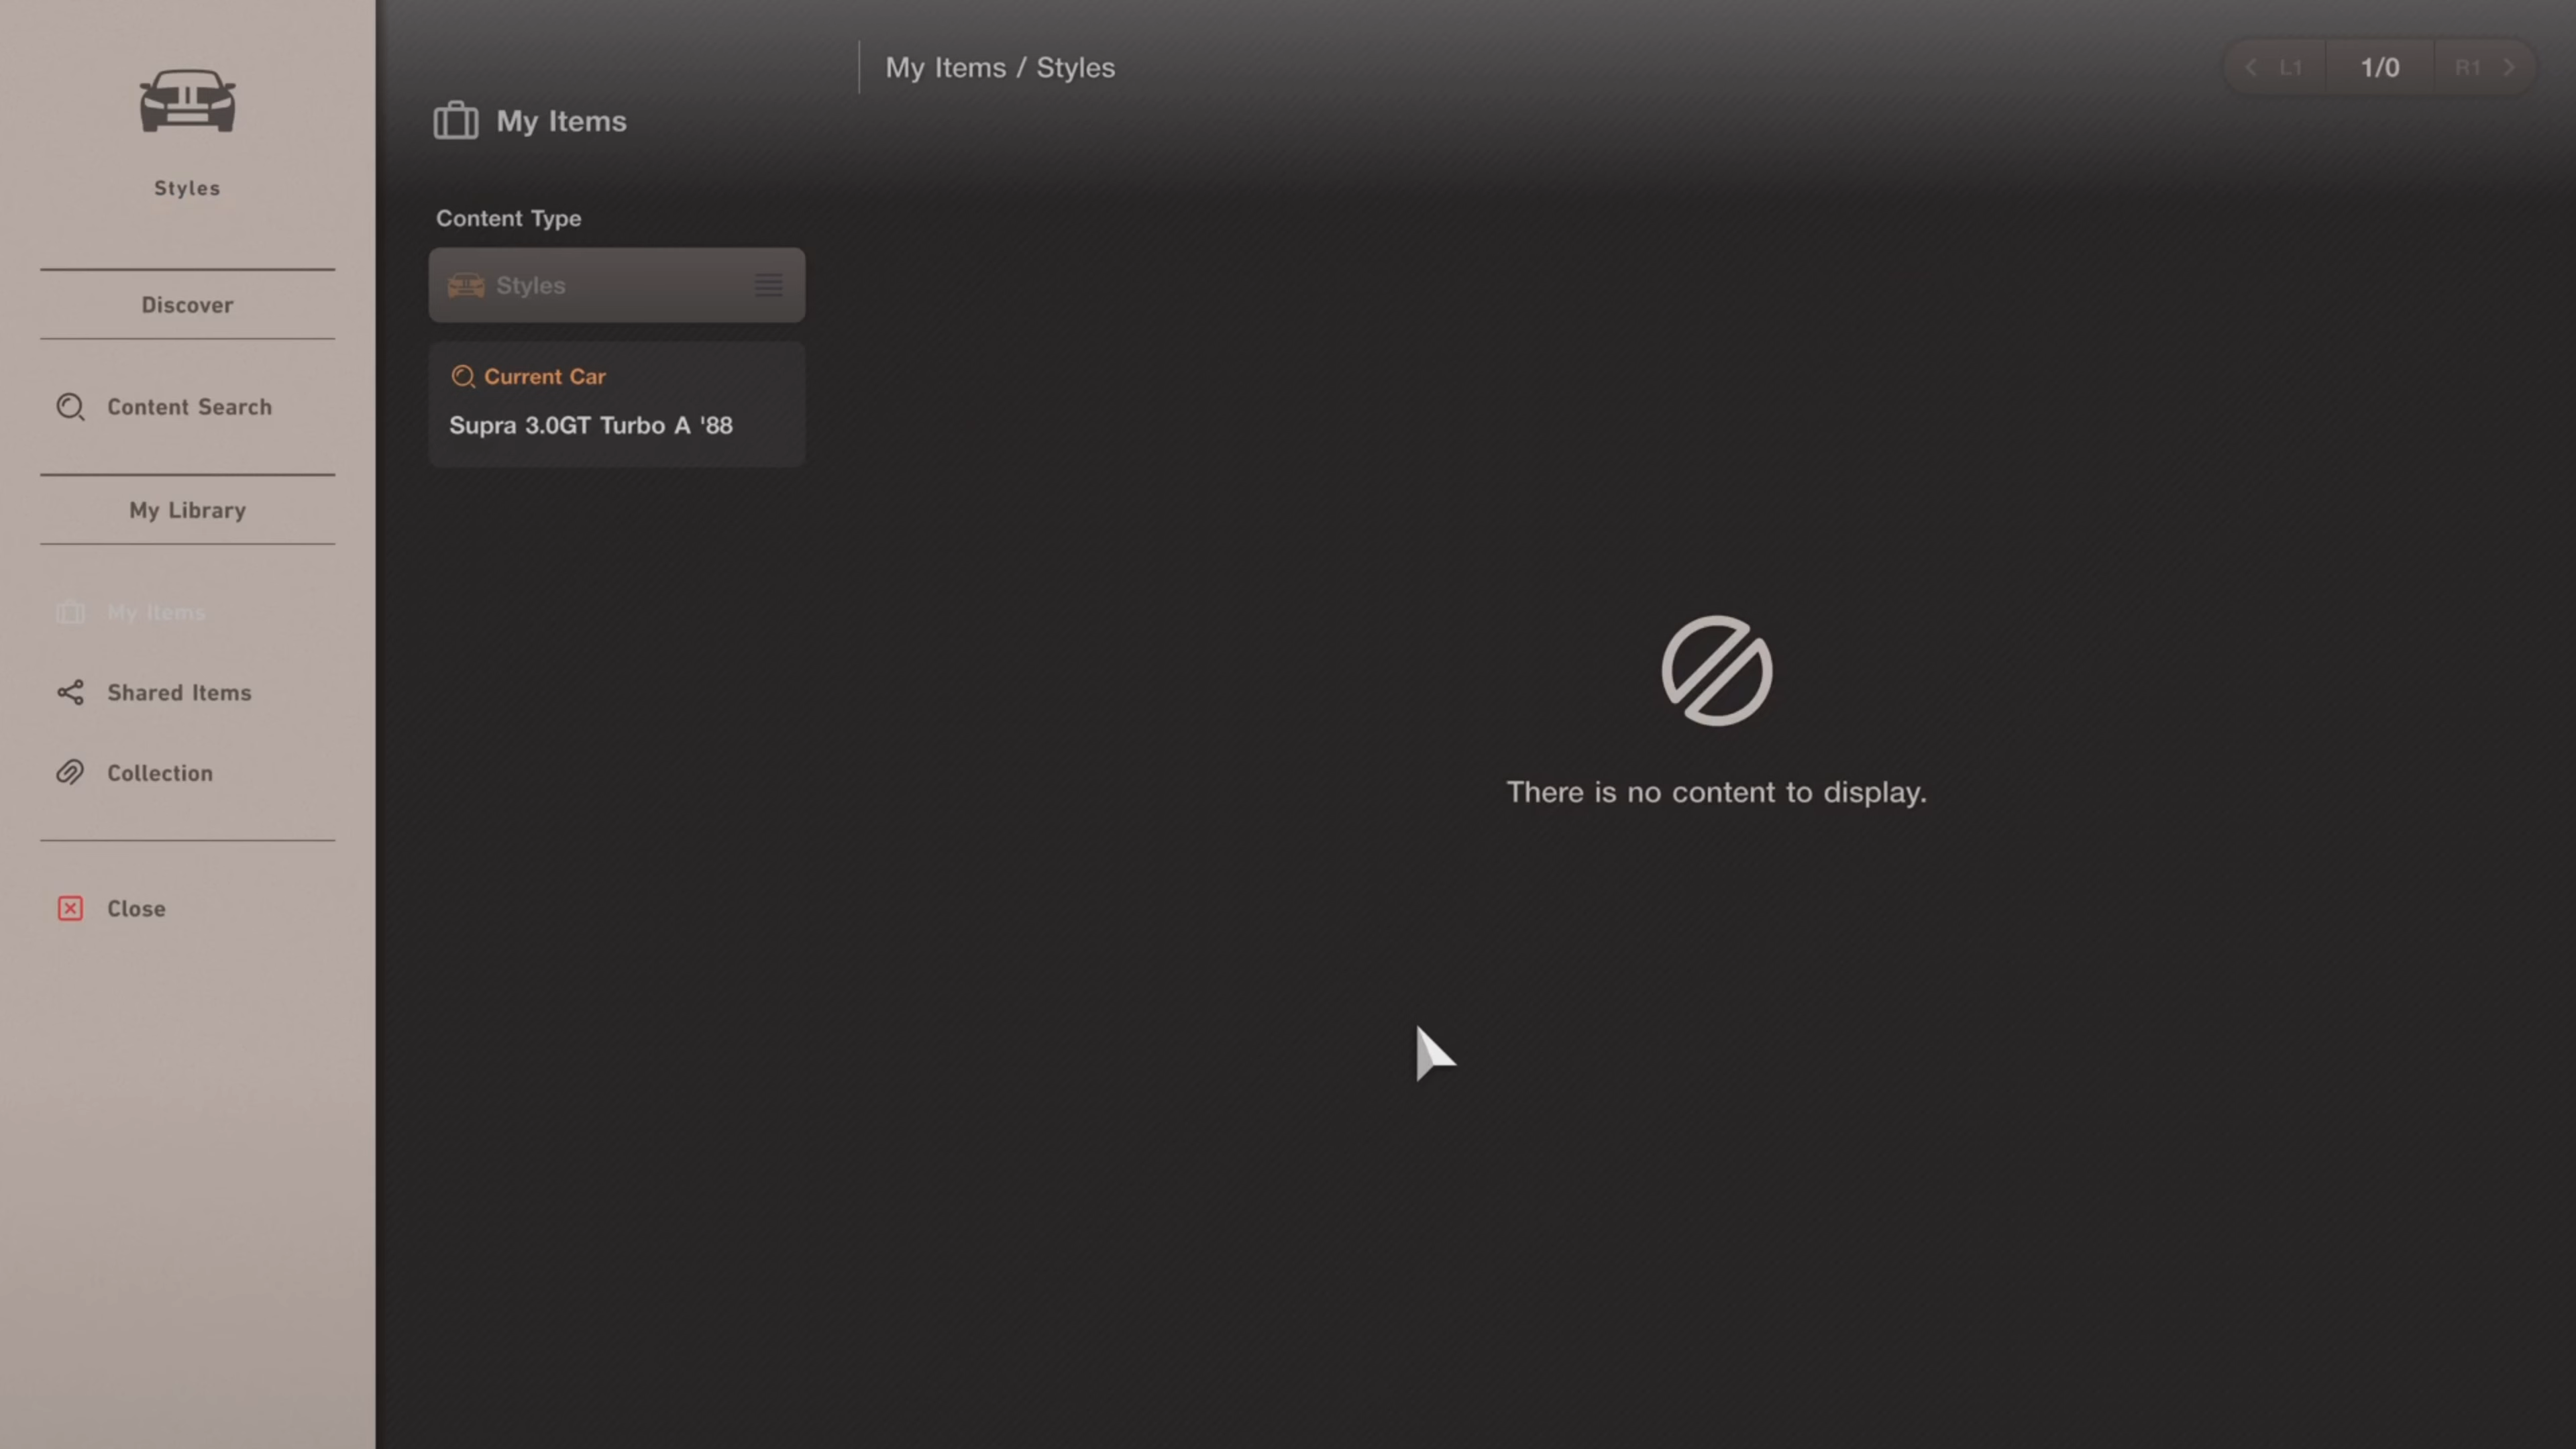 Styles
Discover
Content Search
My Library
My Items
Shared Items
Collection
Close
My Items / Styles
L1 1/0 R1
My Items
Content Type
Styles
Current Car
Supra 3.0GT Turbo A '88
There is no content to display.